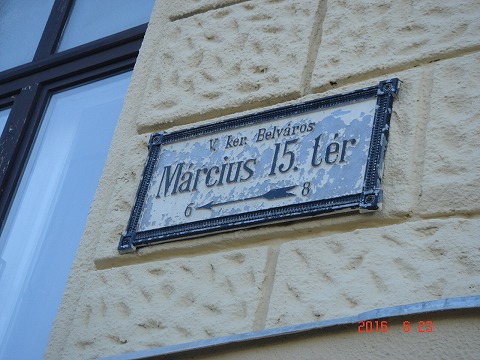 V. ker. Belváros
Március 15. tér
6 8
2016 6 23